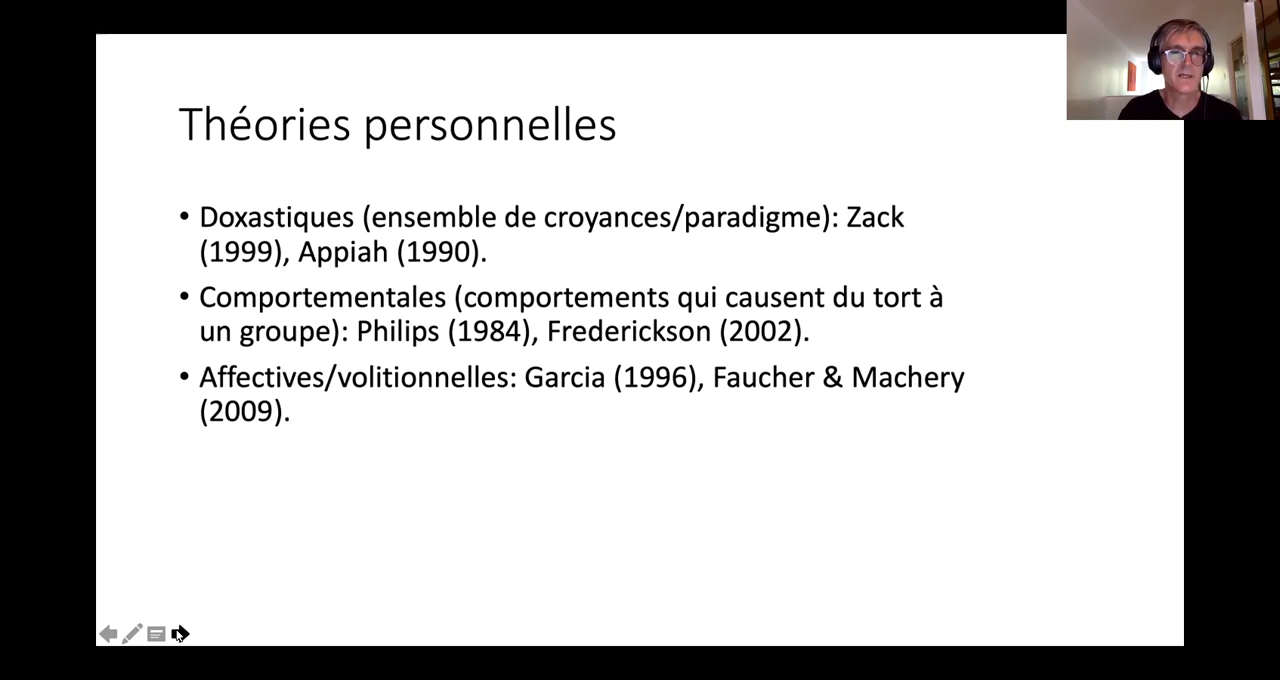 Théories personnelles
• Doxastiques (ensemble de croyances/paradigme): Zack
(1999), Appiah (1990).
• Comportementales (comportements qui causent du tort à
un groupe): Philips (1984), Frederickson (2002).
• Affectives/volitionnelles: Garcia (1996), Faucher & Machery
(2009).